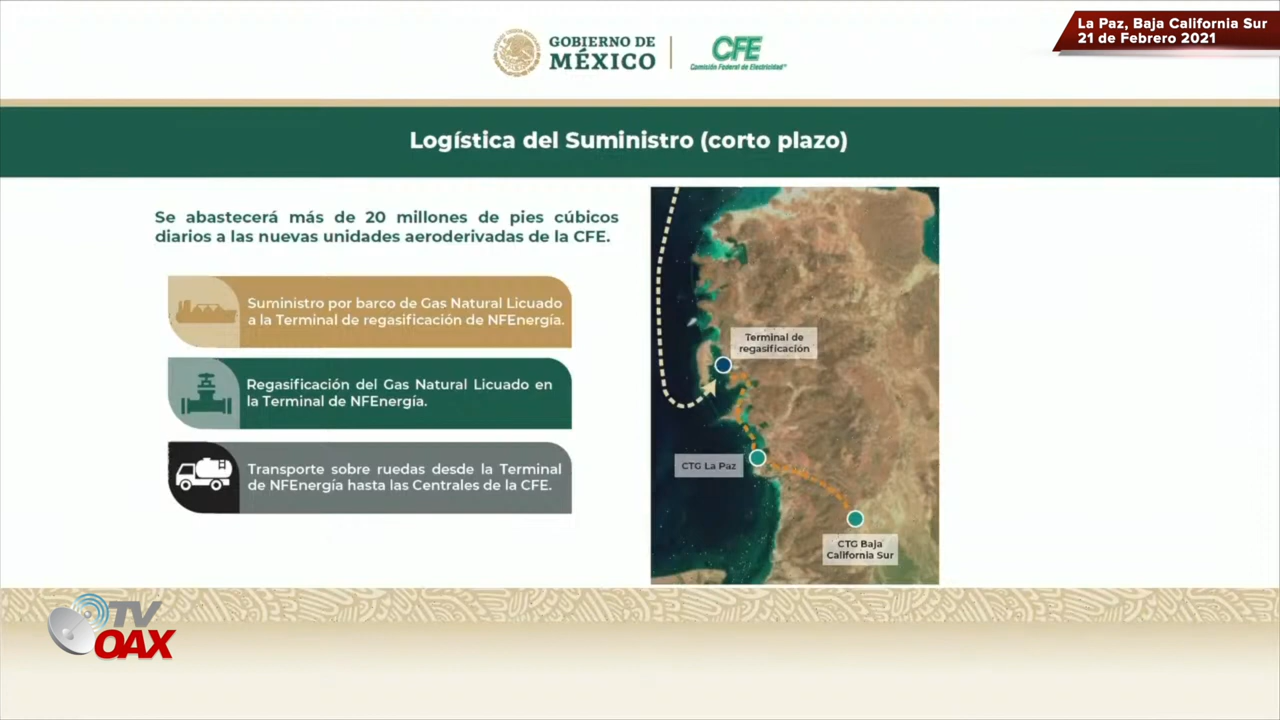 La Paz, Baja California Sur
21 de Febrero 2021
GOBIERNO DE
MÉXICO
CFE
Comisión Federal de Electricidad
Logística del Suministro (corto plazo)
Se abastecerá más de 20 millones de pies cúbicos
diarios a las nuevas unidades aeroderivadas de la CFE.
Suministro por barco de Gas Natural Licuado
a la Terminal de regasificación de NFEnergía.
Regasificación del Gas Natural Licuado en
la Terminal de NFEnergía.
Transporte sobre ruedas desde la Terminal
de NFEnergía hasta las Centrales de la CFE.
Terminal de
regasificación
CTG La Paz
CTG Baja
California Sur
TV
OAX